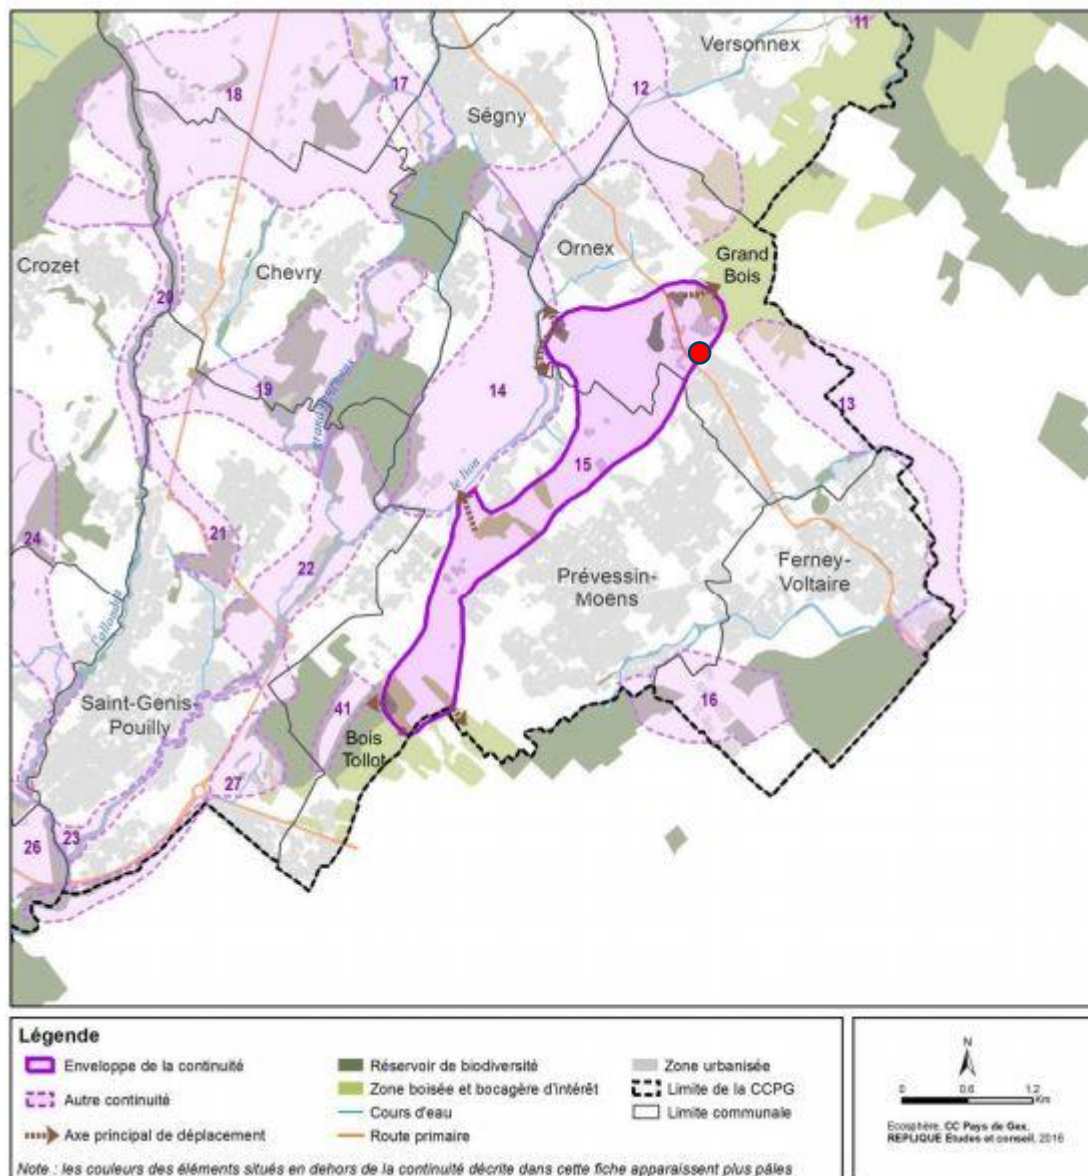 11
Versonnex
17
12
18
Ségny
Ornex
Grand
Bois
Crozet
Chevry
20
14
13
19
grand Journans
15
le lion
24
21
22
Ferney-
Voltaire
Prévessin-
Moens
l'allondon
16
Saint-Genis-
Pouilly
41
Bois
Tollot
27
26
23
Légende
Enveloppe de la continuité
Autre continuité
Axe principal de déplacement
Réservoir de biodiversité
Zone boisée et bocagère d'intérêt
Cours d'eau
Route primaire
Zone urbanisée
Limite de la CCPG
Limite communale
N
0 0.6 1.2
Km
Ecosphère, CC Pays de Gex,
REPLIQUE Etudes et conseil, 2016
Note : les couleurs des éléments situés en dehors de la continuité décrite dans cette fiche apparaissent plus pâles